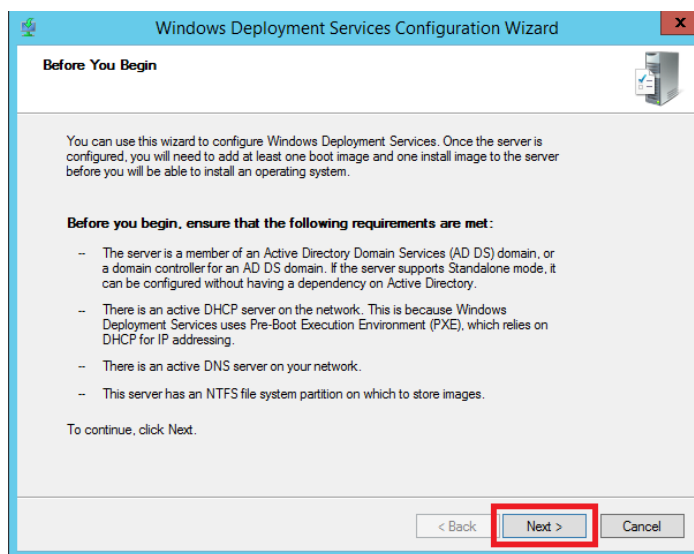 Windows Deployment Services Configuration Wizard
x
Before You Begin
You can use this wizard to configure Windows Deployment Services. Once the server is
configured, you will need to add at least one boot image and one install image to the server
before you will be able to install an operating system.
Before you begin, ensure that the following requirements are met:
-- The server is a member of an Active Directory Domain Services (AD DS) domain, or
a domain controller for an AD DS domain. If the server supports Standalone mode, it
can be configured without having a dependency on Active Directory.
-- There is an active DHCP server on the network. This is because Windows
Deployment Services uses Pre-Boot Execution Environment (PXE), which relies on
DHCP for IP addressing.
-- There is an active DNS server on your network.
-- This server has an NTFS file system partition on which to store images.
To continue, click Next.
< Back Next > Cancel